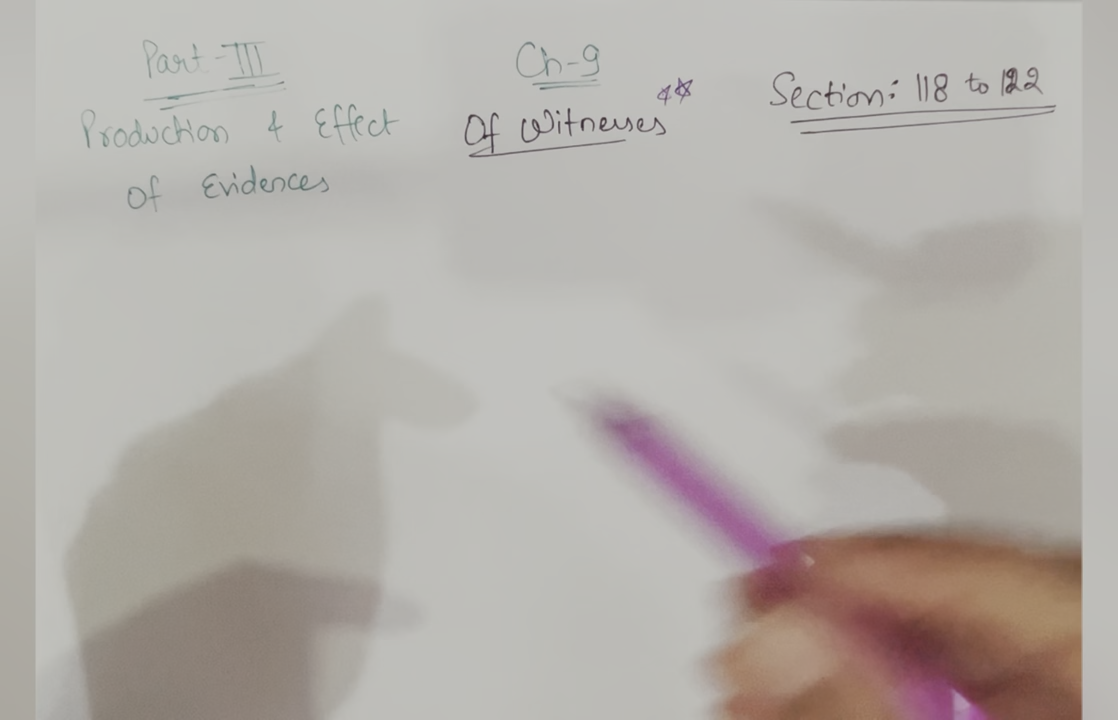 Part-III
Production & Effect
Of Evidences
Ch-9
Of Witnesses **
Section: 118 to 122